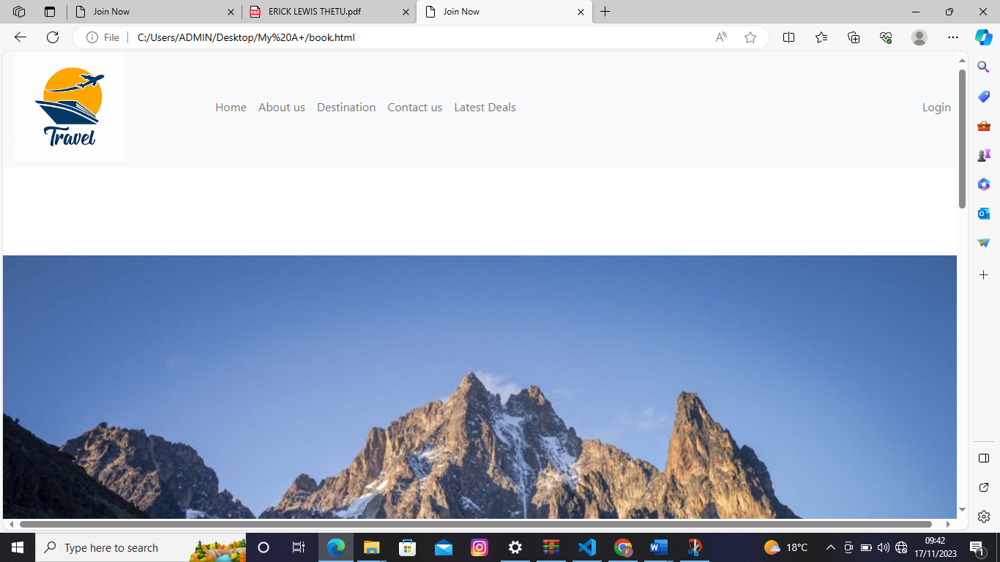 Join Now
ERICK LEWIS THETU.pdf
Join Now
File
C:/Users/ADMIN/Desktop/My%20A+/book.html
Travel
Home About us Destination Contact us Latest Deals
Login
Type here to search
18°C
09:42
17/11/2023
1